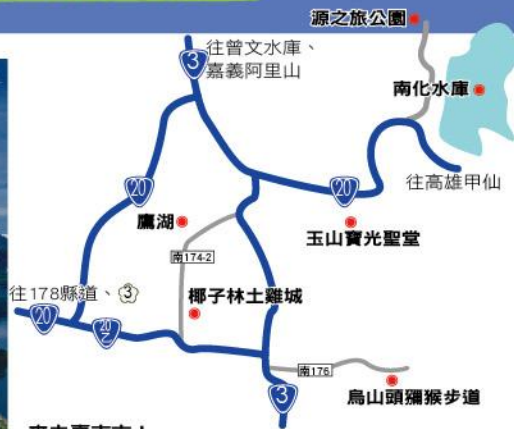 源之旅公園
往曾文水庫、
嘉義阿里山
3
南化水庫
20
20
往高雄甲仙
鷹湖
玉山寶光聖堂
南174-2
往178縣道、3
椰子林土雞城
20
20乙
南176
3
烏山頭獼猴步道